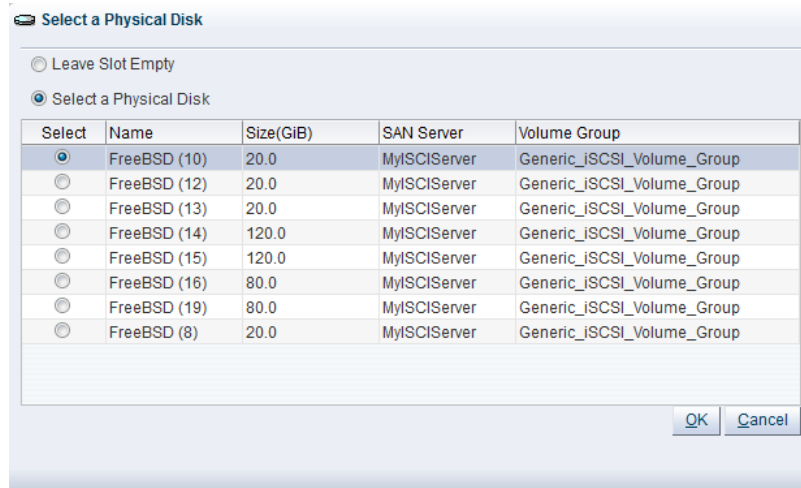 Select a Physical Disk
Leave Slot Empty
Select a Physical Disk
Select Name Size(GiB) SAN Server Volume Group
FreeBSD (10) 20.0 MyISCIServer Generic_iSCSI_Volume_Group
FreeBSD (12) 20.0 MyISCIServer Generic_iSCSI_Volume_Group
FreeBSD (13) 20.0 MyISCIServer Generic_iSCSI_Volume_Group
FreeBSD (14) 120.0 MyISCIServer Generic_iSCSI_Volume_Group
FreeBSD (15) 120.0 MyISCIServer Generic_iSCSI_Volume_Group
FreeBSD (16) 80.0 MyISCIServer Generic_iSCSI_Volume_Group
FreeBSD (19) 80.0 MyISCIServer Generic_iSCSI_Volume_Group
FreeBSD (8) 20.0 MyISCIServer Generic_iSCSI_Volume_Group
OK Cancel